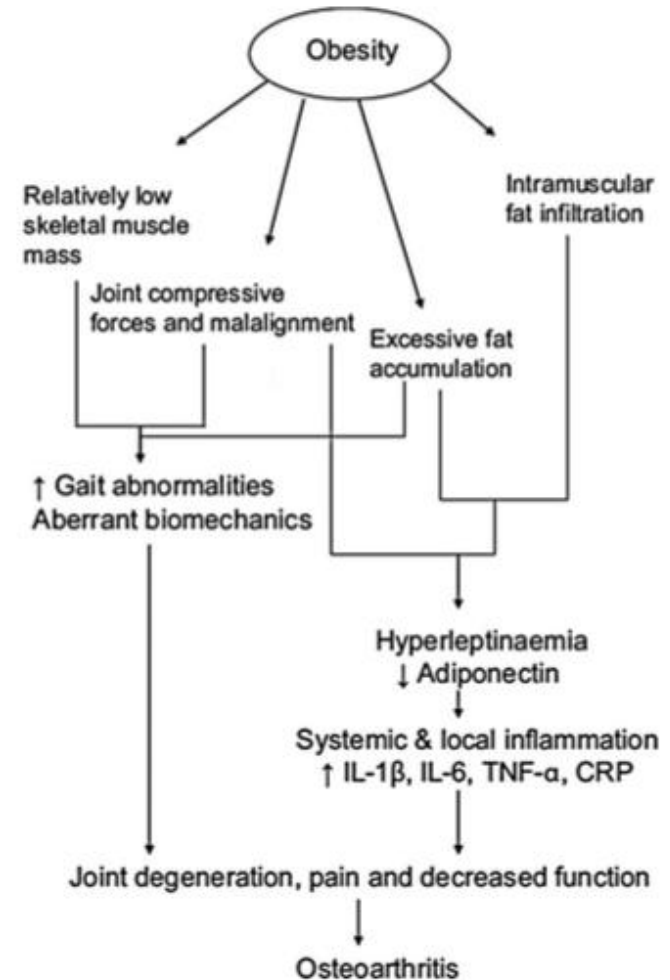 Obesity
Relatively low
skeletal muscle
mass
Intramuscular
fat infiltration
Joint compressive
forces and malalignment
Excessive fat
accumulation
↑ Gait abnormalities
Aberrant biomechanics
Hyperleptinaemia
↓ Adiponectin
Systemic & local inflammation
↑ IL-1β, IL-6, TNF-α, CRP
Joint degeneration, pain and decreased function
Osteoarthritis